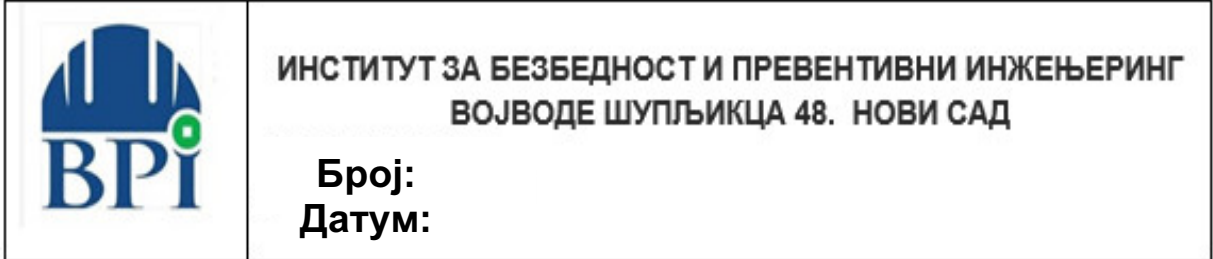 BPi
ИНСТИТУТ ЗА БЕЗБЕДНОСТ И ПРЕВЕНТИВНИ ИНЖЕЊЕРИНГ
ВОЈВОДЕ ШУПЉИКЦА 48. НОВИ САД
Број:
Датум: